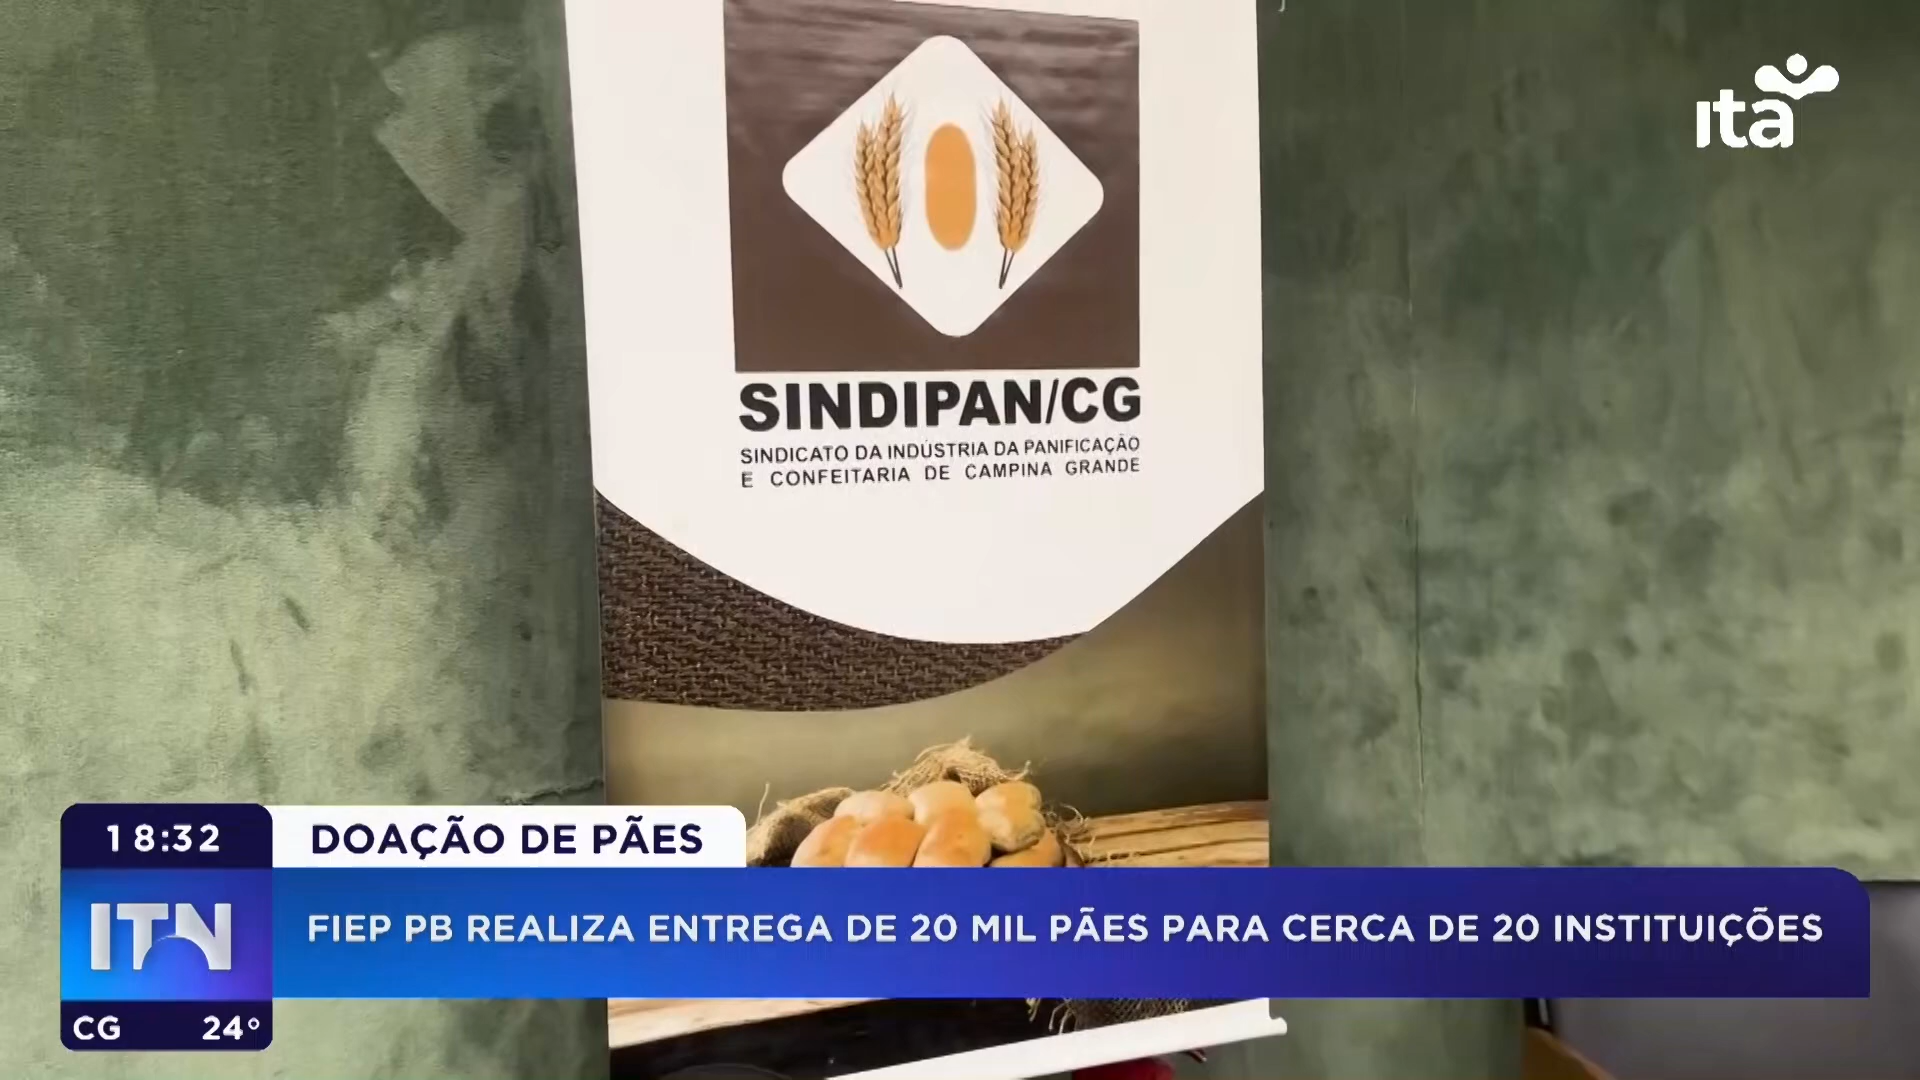 ita
SINDIPAN/CG
SINDICATO DA INDÚSTRIA DA PANIFICAÇÃO
E CONFEITARIA DE CAMPINA GRANDE
18:32
DOAÇÃO DE PÃES
ITN
FIEP PB REALIZA ENTREGA DE 20 MIL PÃES PARA CERCA DE 20 INSTITUIÇÕES
CG 24°